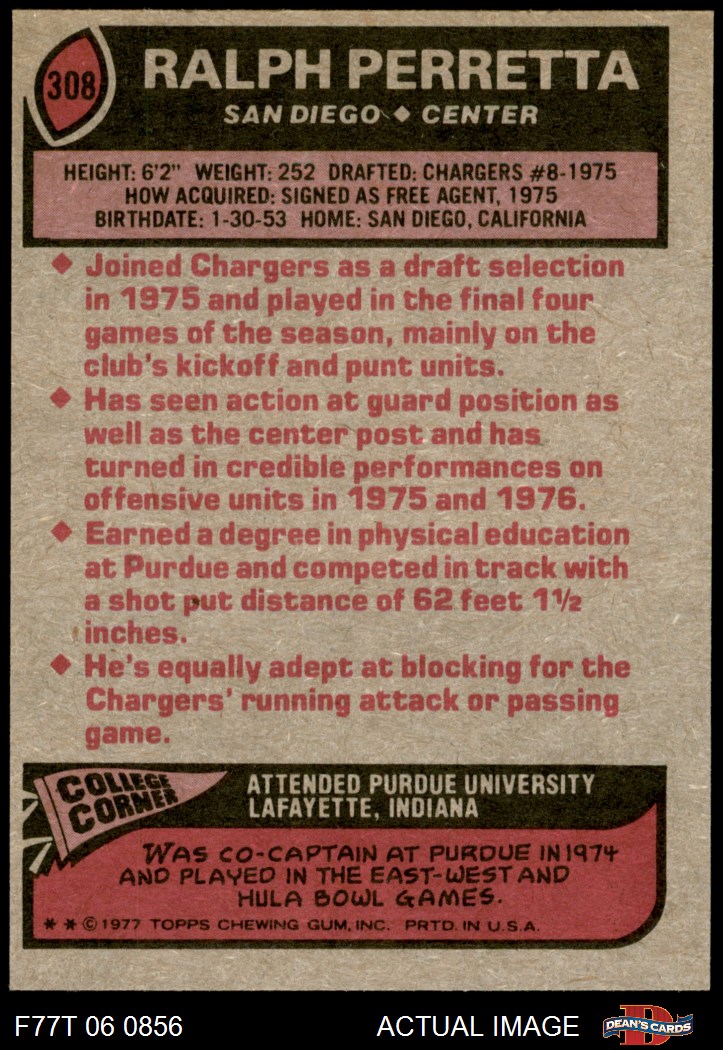 308
RALPH PERRETTA
SAN DIEGO ◆ CENTER
HEIGHT: 6'2" WEIGHT: 252 DRAFTED: CHARGERS #8-1975
HOW ACQUIRED: SIGNED AS FREE AGENT, 1975
BIRTHDATE: 1-30-53 HOME: SAN DIEGO, CALIFORNIA
◆ Joined Chargers as a draft selection
in 1975 and played in the final four
games of the season, mainly on the
club's kickoff and punt units.
◆ Has seen action at guard position as
well as the center post and has
turned in credible performances on
offensive units in 1975 and 1976.
◆ Earned a degree in physical education
at Purdue and competed in track with
a shot put distance of 62 feet 1½
inches.
◆ He's equally adept at blocking for the
Chargers' running attack or passing
game.
COLLEGE
CORNER
ATTENDED PURDUE UNIVERSITY
LAFAYETTE, INDIANA
WAS CO-CAPTAIN AT PURDUE IN 1974
AND PLAYED IN THE EAST-WEST AND
HULA BOWL GAMES.
* * © 1977 TOPPS CHEWING GUM, INC. PRTD. IN U.S.A.
F77T 06 0856
ACTUAL IMAGE
D
DEAN'S CARDS